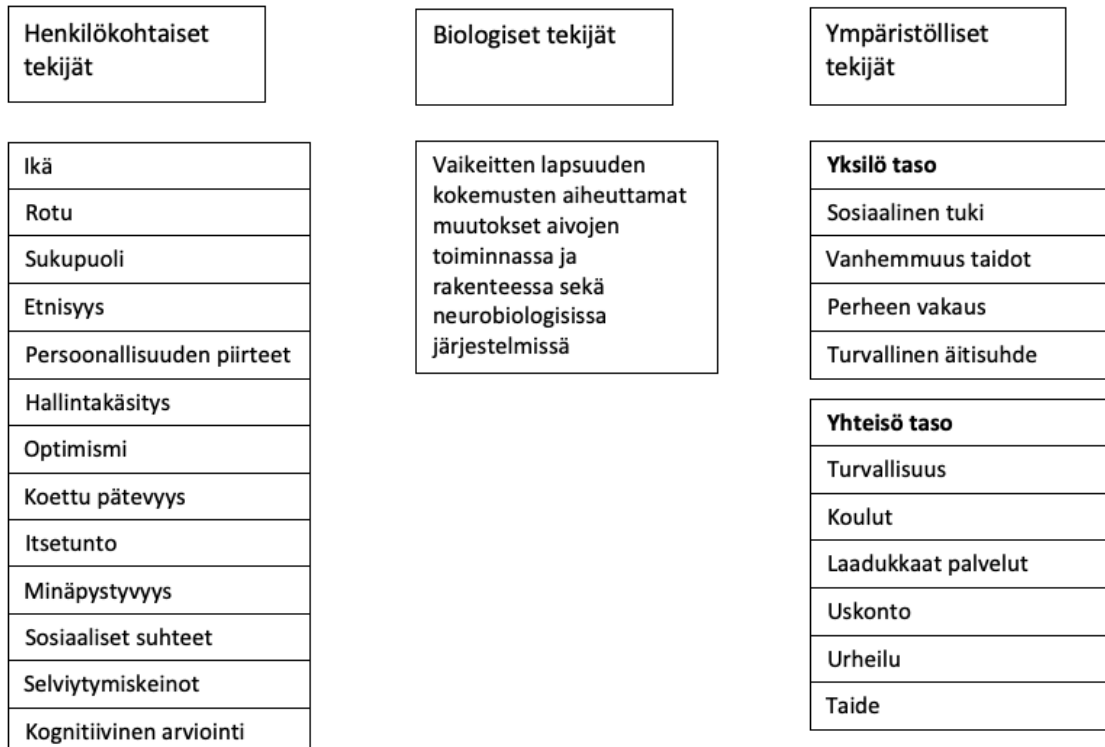 Henkilökohtaiset
tekijät
Ikä
Rotu
Sukupuoli
Etnisyys
Persoonallisuuden piirteet
Hallintakäsitys
Optimismi
Koettu pätevyys
Itsetunto
Minäpystyvyys
Sosiaaliset suhteet
Selviytymiskeinot
Kognitiivinen arviointi
Biologiset tekijät
Vaikeitten lapsuuden
kokemusten aiheuttamat
muutokset aivojen
toiminnassa ja
rakenteessa sekä
neurobiologisissa
järjestelmissä
Ympäristölliset
tekijät
Yksilö taso
Sosiaalinen tuki
Vanhemmuus taidot
Perheen vakaus
Turvallinen äitisuhde
Yhteisö taso
Turvallisuus
Koulut
Laadukkaat palvelut
Uskonto
Urheilu
Taide